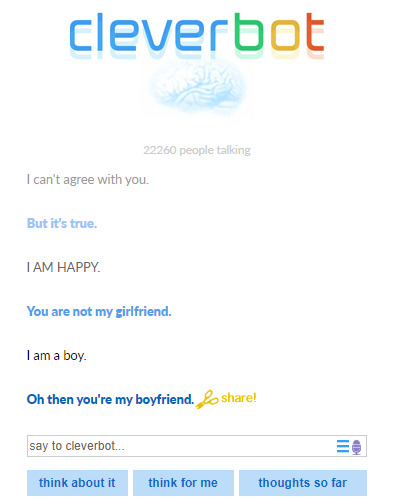 cleverbot
22260 people talking
I can't agree with you.
But it's true.
I AM HAPPY.
You are not my girlfriend.
I am a boy.
Oh then you're my boyfriend. share!
say to cleverbot...
think about it think for me thoughts so far